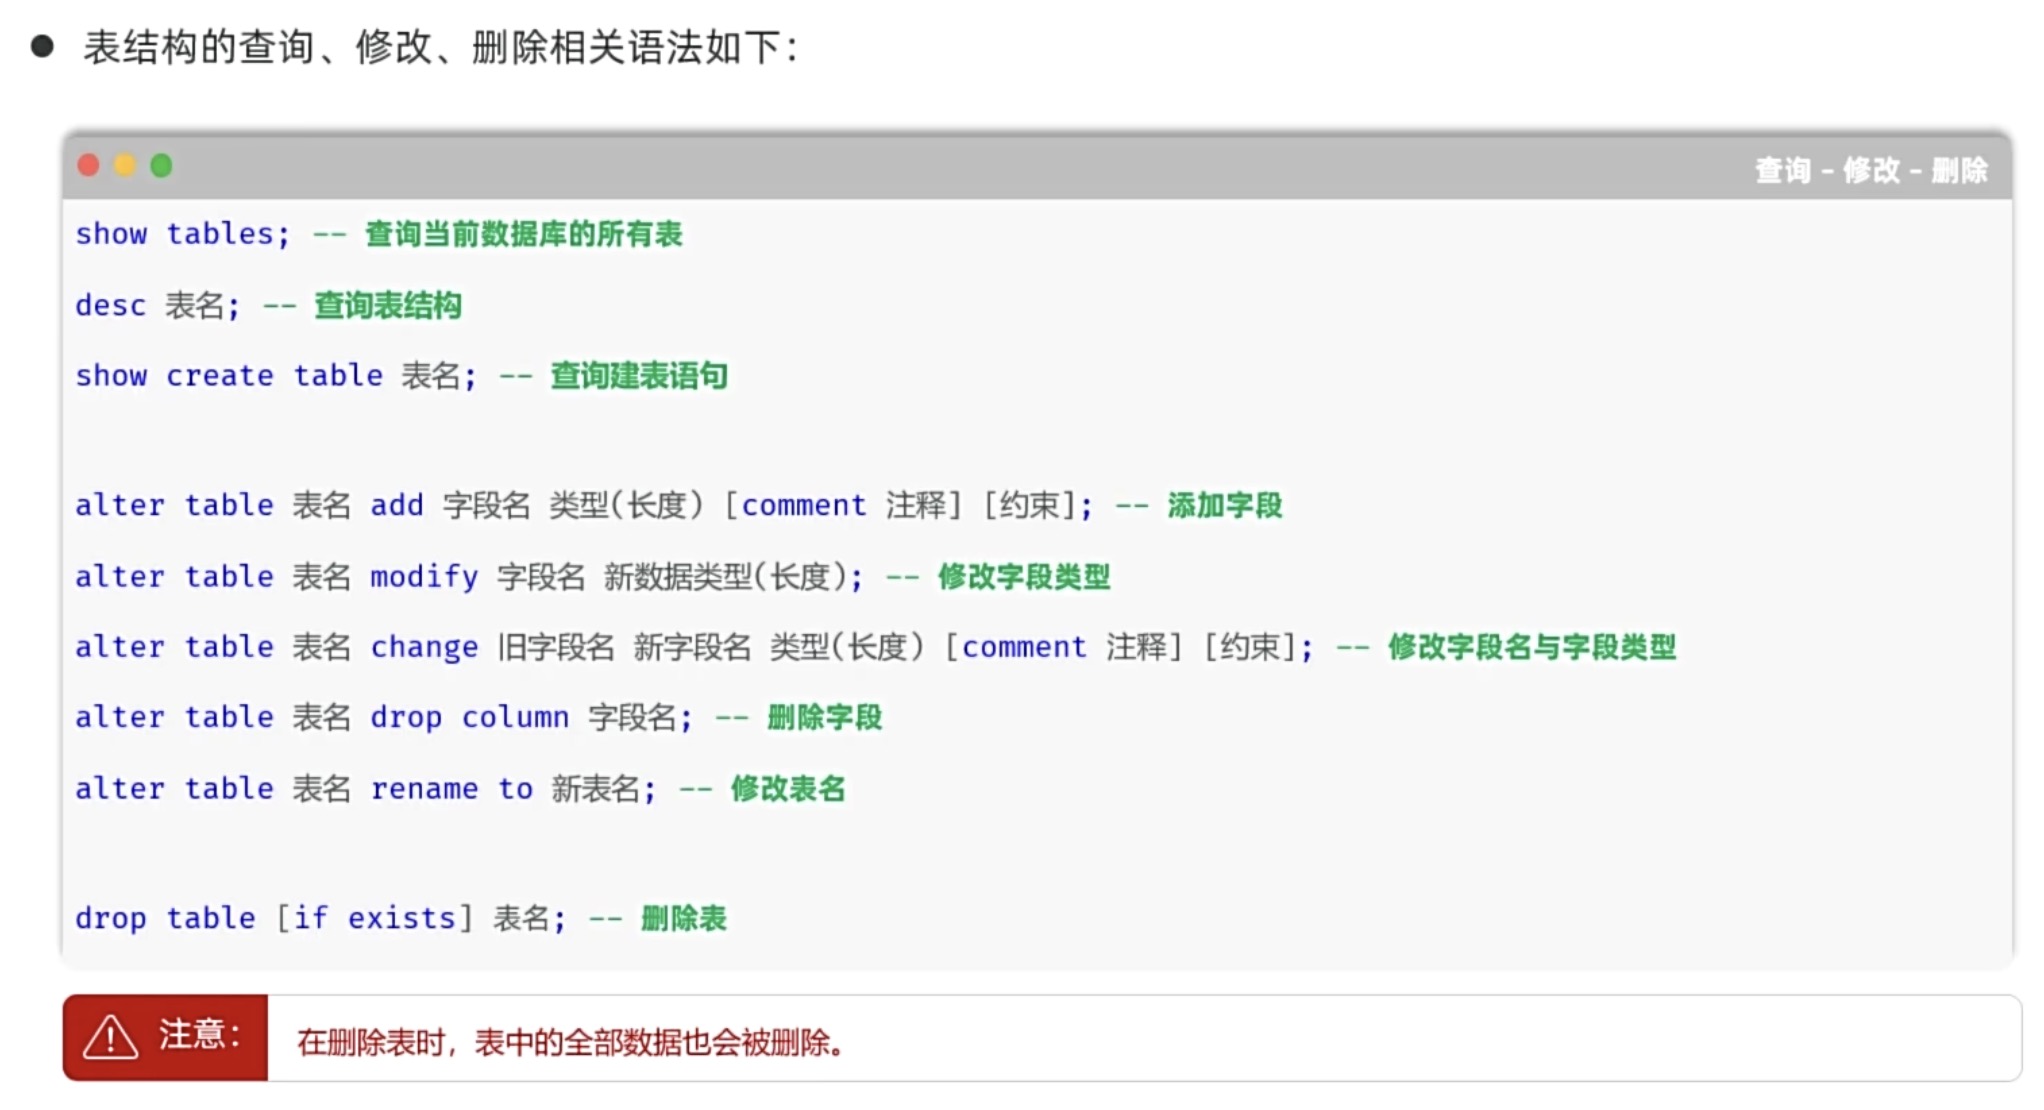 ● 表结构的查询、修改、删除相关语法如下：
查询 - 修改 - 删除
show tables; -- 查询当前数据库的所有表
desc 表名; -- 查询表结构
show create table 表名; -- 查询建表语句
alter table 表名 add 字段名 类型(长度) [comment 注释] [约束]; -- 添加字段
alter table 表名 modify 字段名 新数据类型(长度); -- 修改字段类型
alter table 表名 change 旧字段名 新字段名 类型(长度) [comment 注释] [约束]; -- 修改字段名与字段类型
alter table 表名 drop column 字段名; -- 删除字段
alter table 表名 rename to 新表名; -- 修改表名
drop table [if exists] 表名; -- 删除表
注意：
在删除表时，表中的全部数据也会被删除。